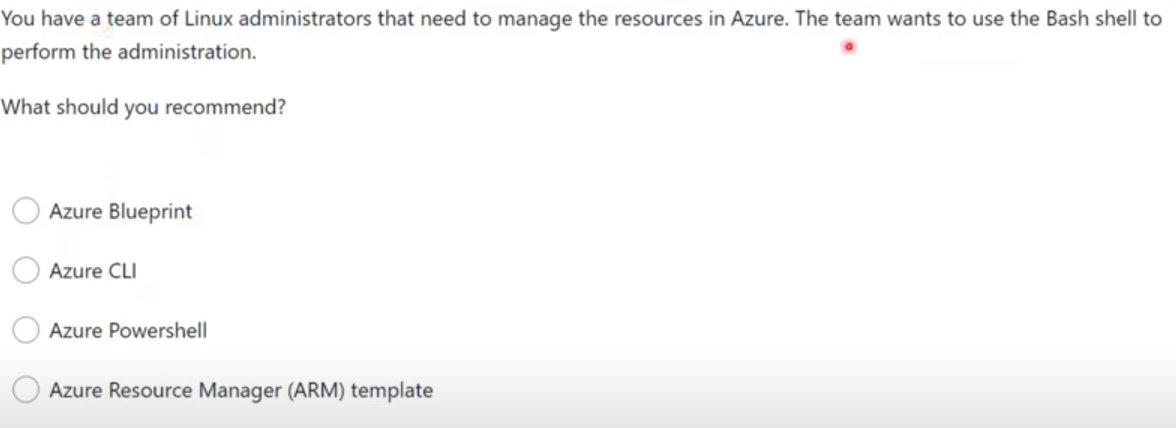 You have a team of Linux administrators that need to manage the resources in Azure. The team wants to use the Bash shell to
perform the administration.
What should you recommend?
Azure Blueprint
Azure CLI
Azure Powershell
Azure Resource Manager (ARM) template